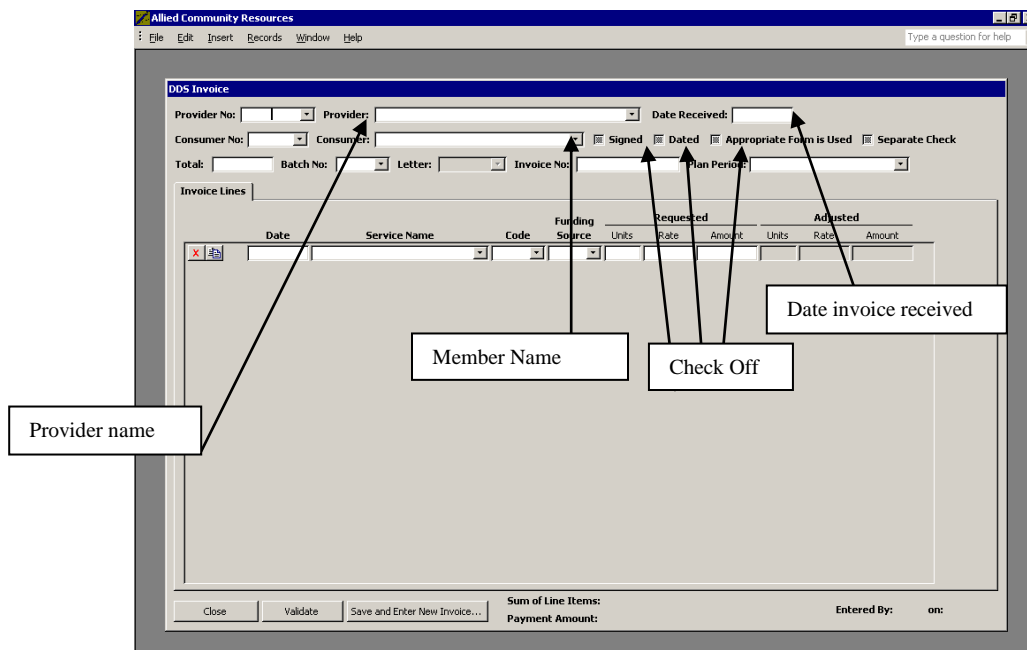 Allied Community Resources
File Edit Insert Records Window Help Type a question for help
DDS Invoice
Provider No: Provider: Date Received:
Consumer No: Consumer: Signed Dated Appropriate Form is Used Separate Check
Total: Batch No: Letter: Invoice No: Plan Period:
Invoice Lines
Funding Requested Adjusted
Date Service Name Code Source Units Rate Amount Units Rate Amount
X
Date invoice received
Member Name
Check Off
Provider name
Close Validate Save and Enter New Invoice... Sum of Line Items: Entered By: on:
Payment Amount: